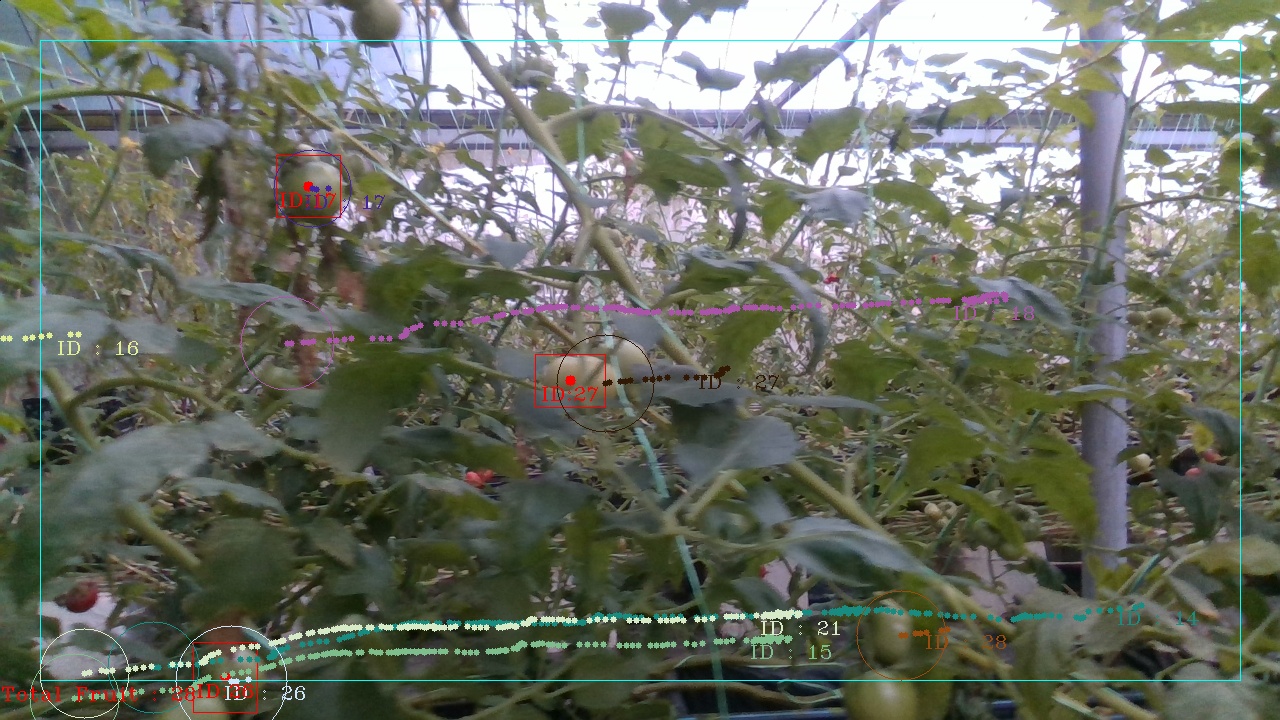 ID:17
17
ID : 18
ID : 16
ID:27
ID : 27
ID : 14
ID : 21
ID : 28
ID : 15
Total Fruit : 28
ID : 26